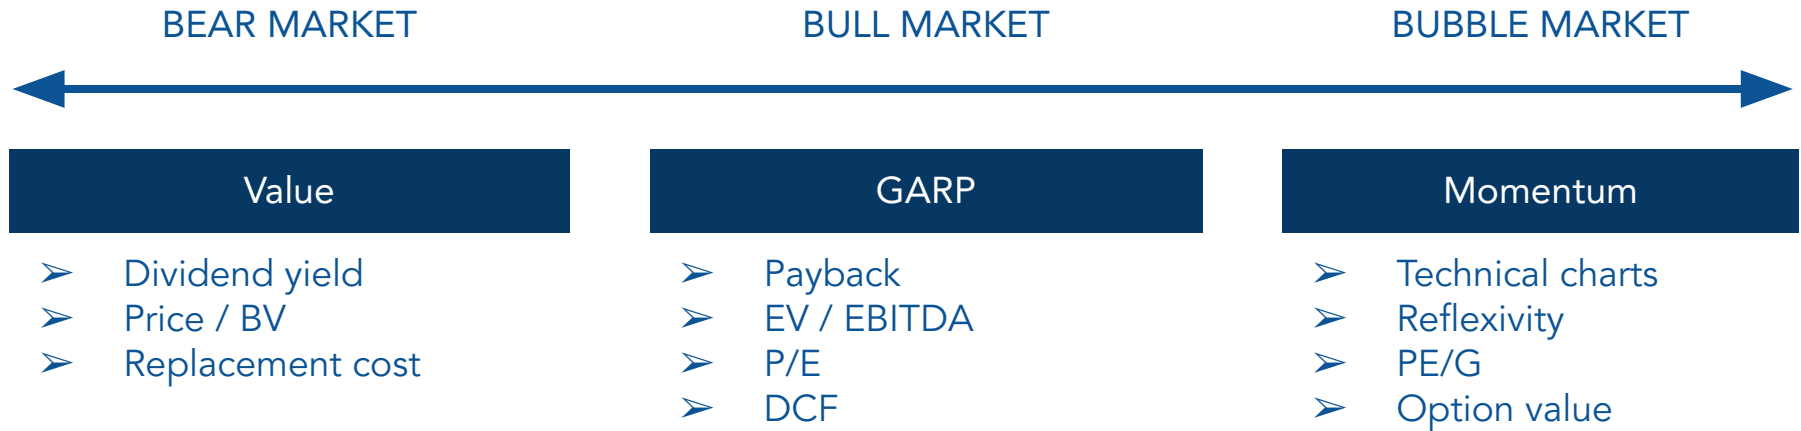 BEAR MARKET
BULL MARKET
BUBBLE MARKET
Value
➢ Dividend yield
➢ Price / BV
➢ Replacement cost
GARP
➢ Payback
➢ EV / EBITDA
➢ P/E
➢ DCF
Momentum
➢ Technical charts
➢ Reflexivity
➢ PE/G
➢ Option value